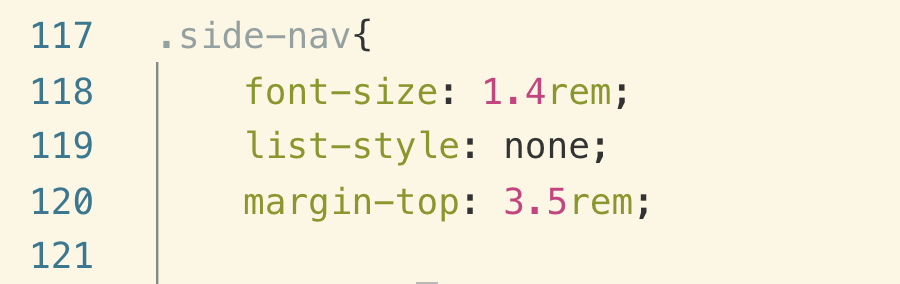 117 .side-nav{
118 font-size: 1.4rem;
119 list-style: none;
120 margin-top: 3.5rem;
121